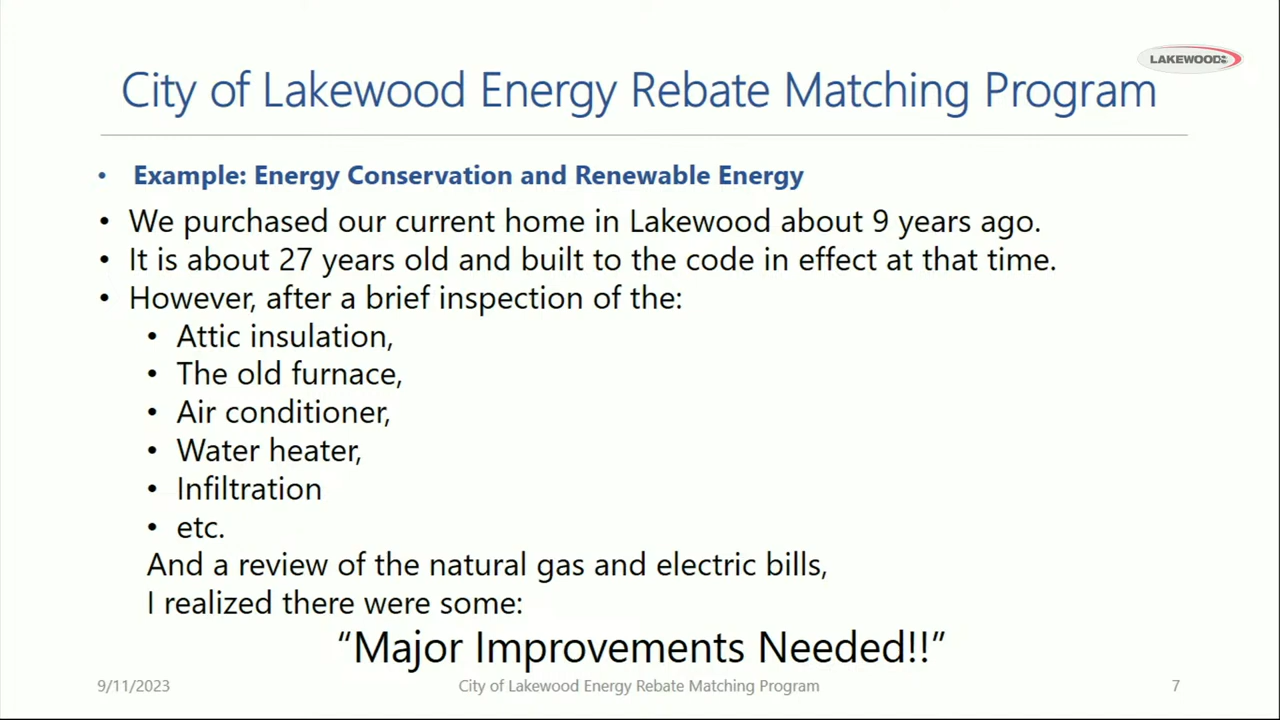 LAKEWOOD
City of Lakewood Energy Rebate Matching Program
• Example: Energy Conservation and Renewable Energy
• We purchased our current home in Lakewood about 9 years ago.
• It is about 27 years old and built to the code in effect at that time.
• However, after a brief inspection of the:
• Attic insulation,
• The old furnace,
• Air conditioner,
• Water heater,
• Infiltration
• etc.
And a review of the natural gas and electric bills,
I realized there were some:
“Major Improvements Needed!!”
9/11/2023 City of Lakewood Energy Rebate Matching Program 7